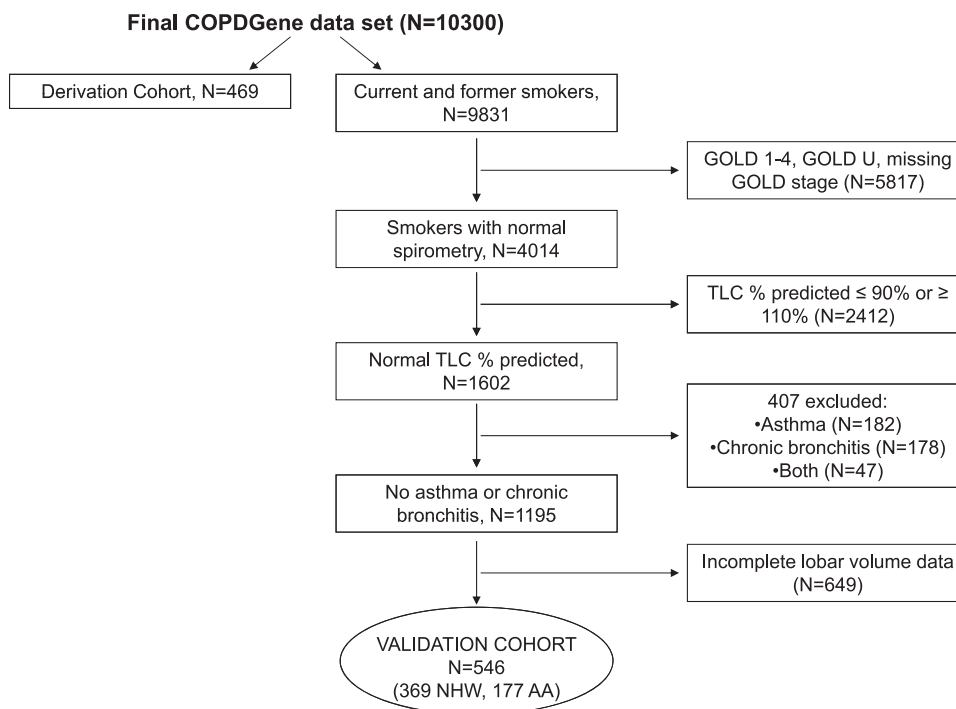 Final COPDGene data set (N=10300)
Derivation Cohort, N=469
Current and former smokers,
N=9831
GOLD 1-4, GOLD U, missing
GOLD stage (N=5817)
Smokers with normal
spirometry, N=4014
TLC % predicted ≤ 90% or ≥
110% (N=2412)
Normal TLC % predicted,
N=1602
407 excluded:
•Asthma (N=182)
•Chronic bronchitis (N=178)
•Both (N=47)
No asthma or chronic
bronchitis, N=1195
Incomplete lobar volume data
(N=649)
VALIDATION COHORT
N=546
(369 NHW, 177 AA)